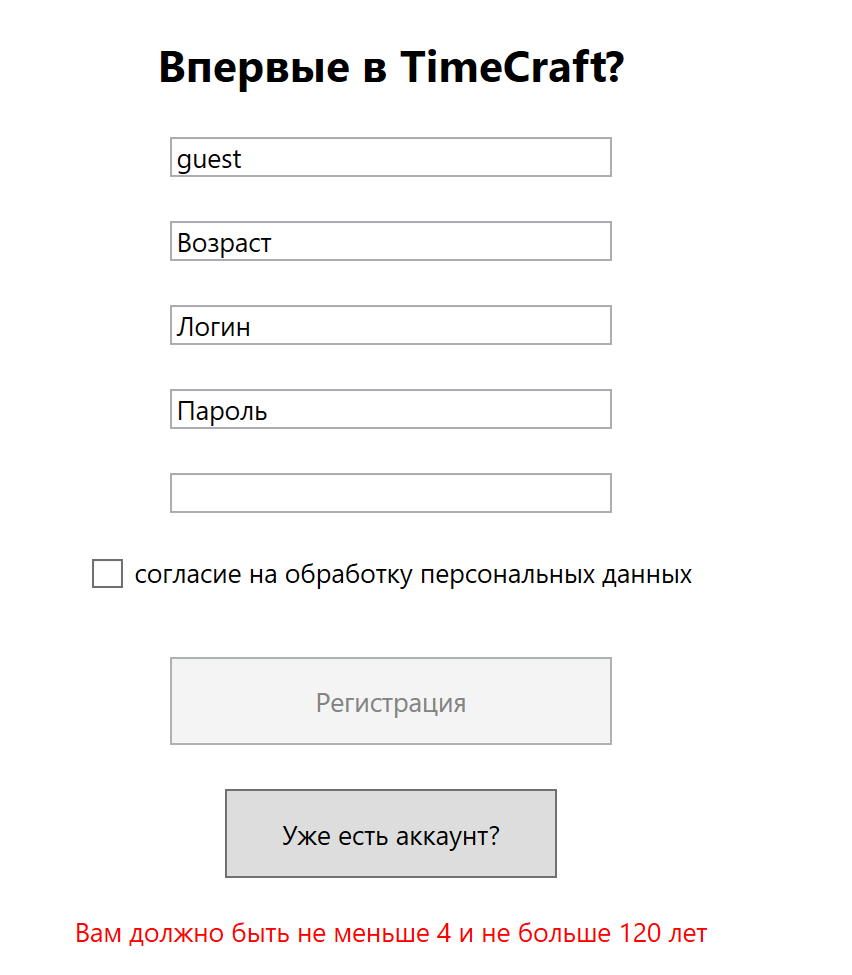 Впервые в TimeCraft?
guest
Возраст
Логин
Пароль
согласие на обработку персональных данных
Регистрация
Уже есть аккаунт?
Вам должно быть не меньше 4 и не больше 120 лет